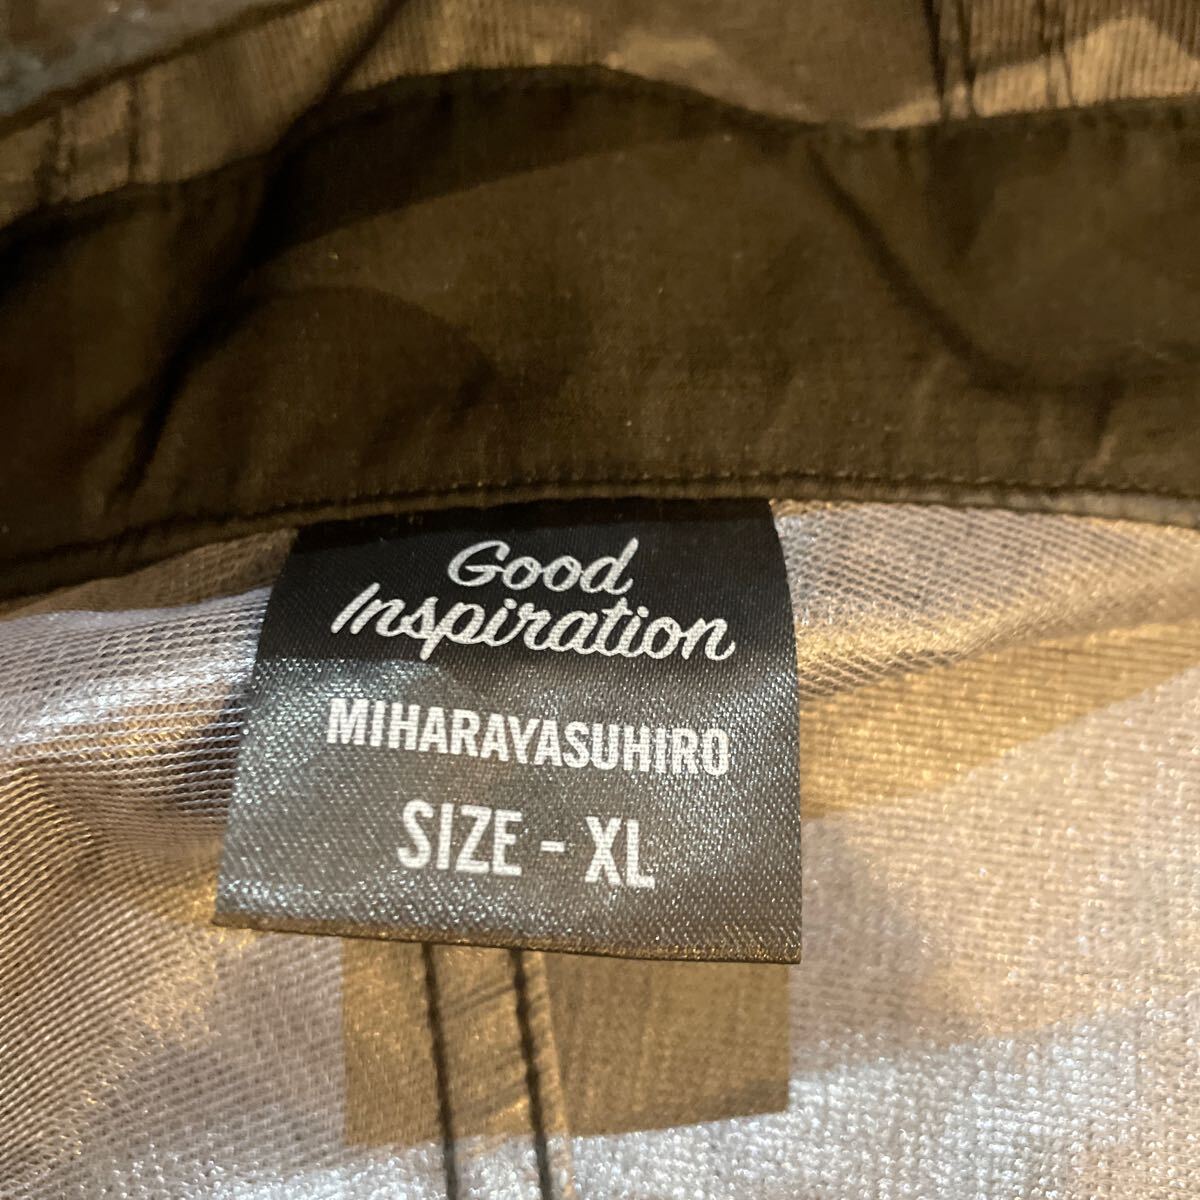 Good
Inspiration
MIHARAYASUHIRO
SIZE - XL